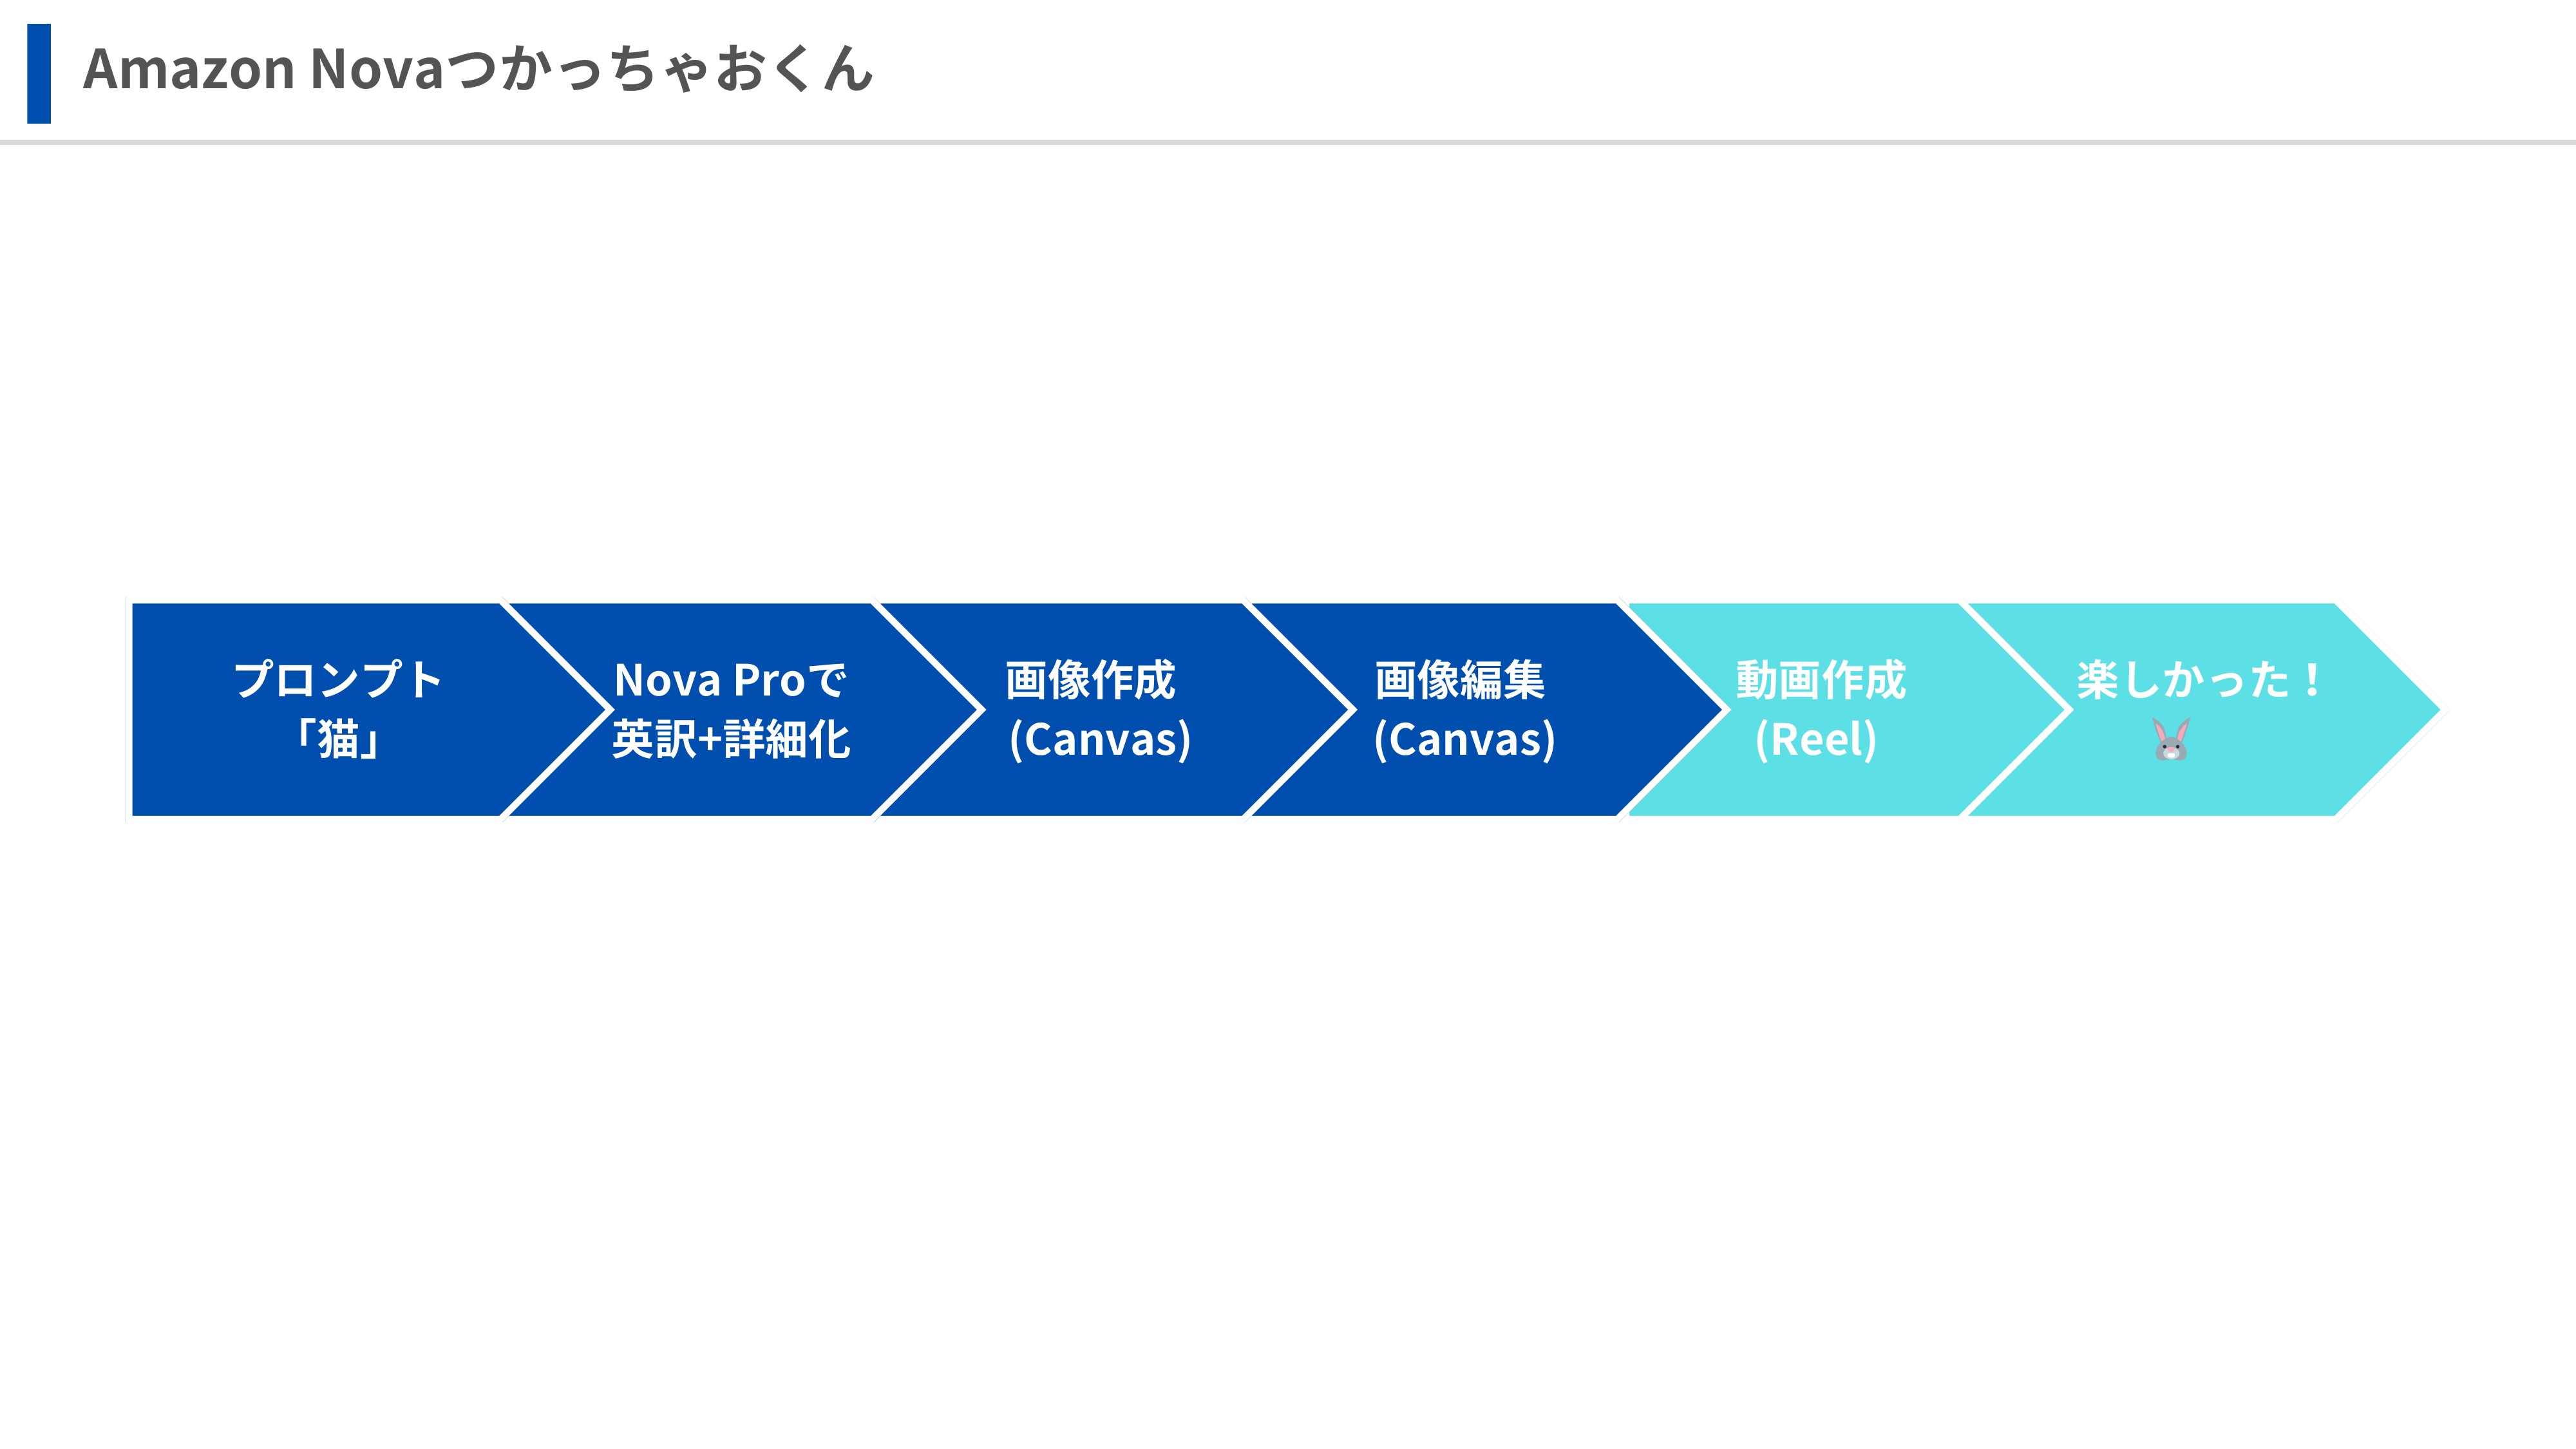 Amazon Novaつかっちゃおくん
プロンプト
「猫」
Nova Proで
英訳+詳細化
画像作成
(Canvas)
画像編集
(Canvas)
動画作成
(Reel)
楽しかった！
🐰